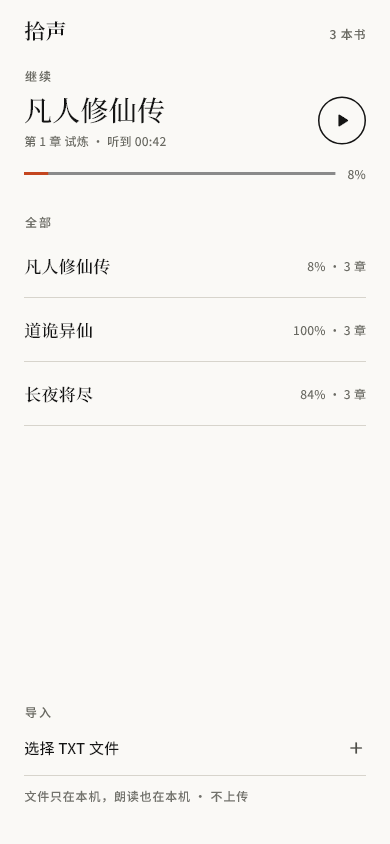 拾声
3 本书
继续
凡人修仙传
第 1 章 试炼 · 听到 00:42
8%
全部
凡人修仙传
8% · 3 章
道诡异仙
100% · 3 章
长夜将尽
84% · 3 章
导入
选择 TXT 文件
文件只在本机，朗读也在本机 · 不上传